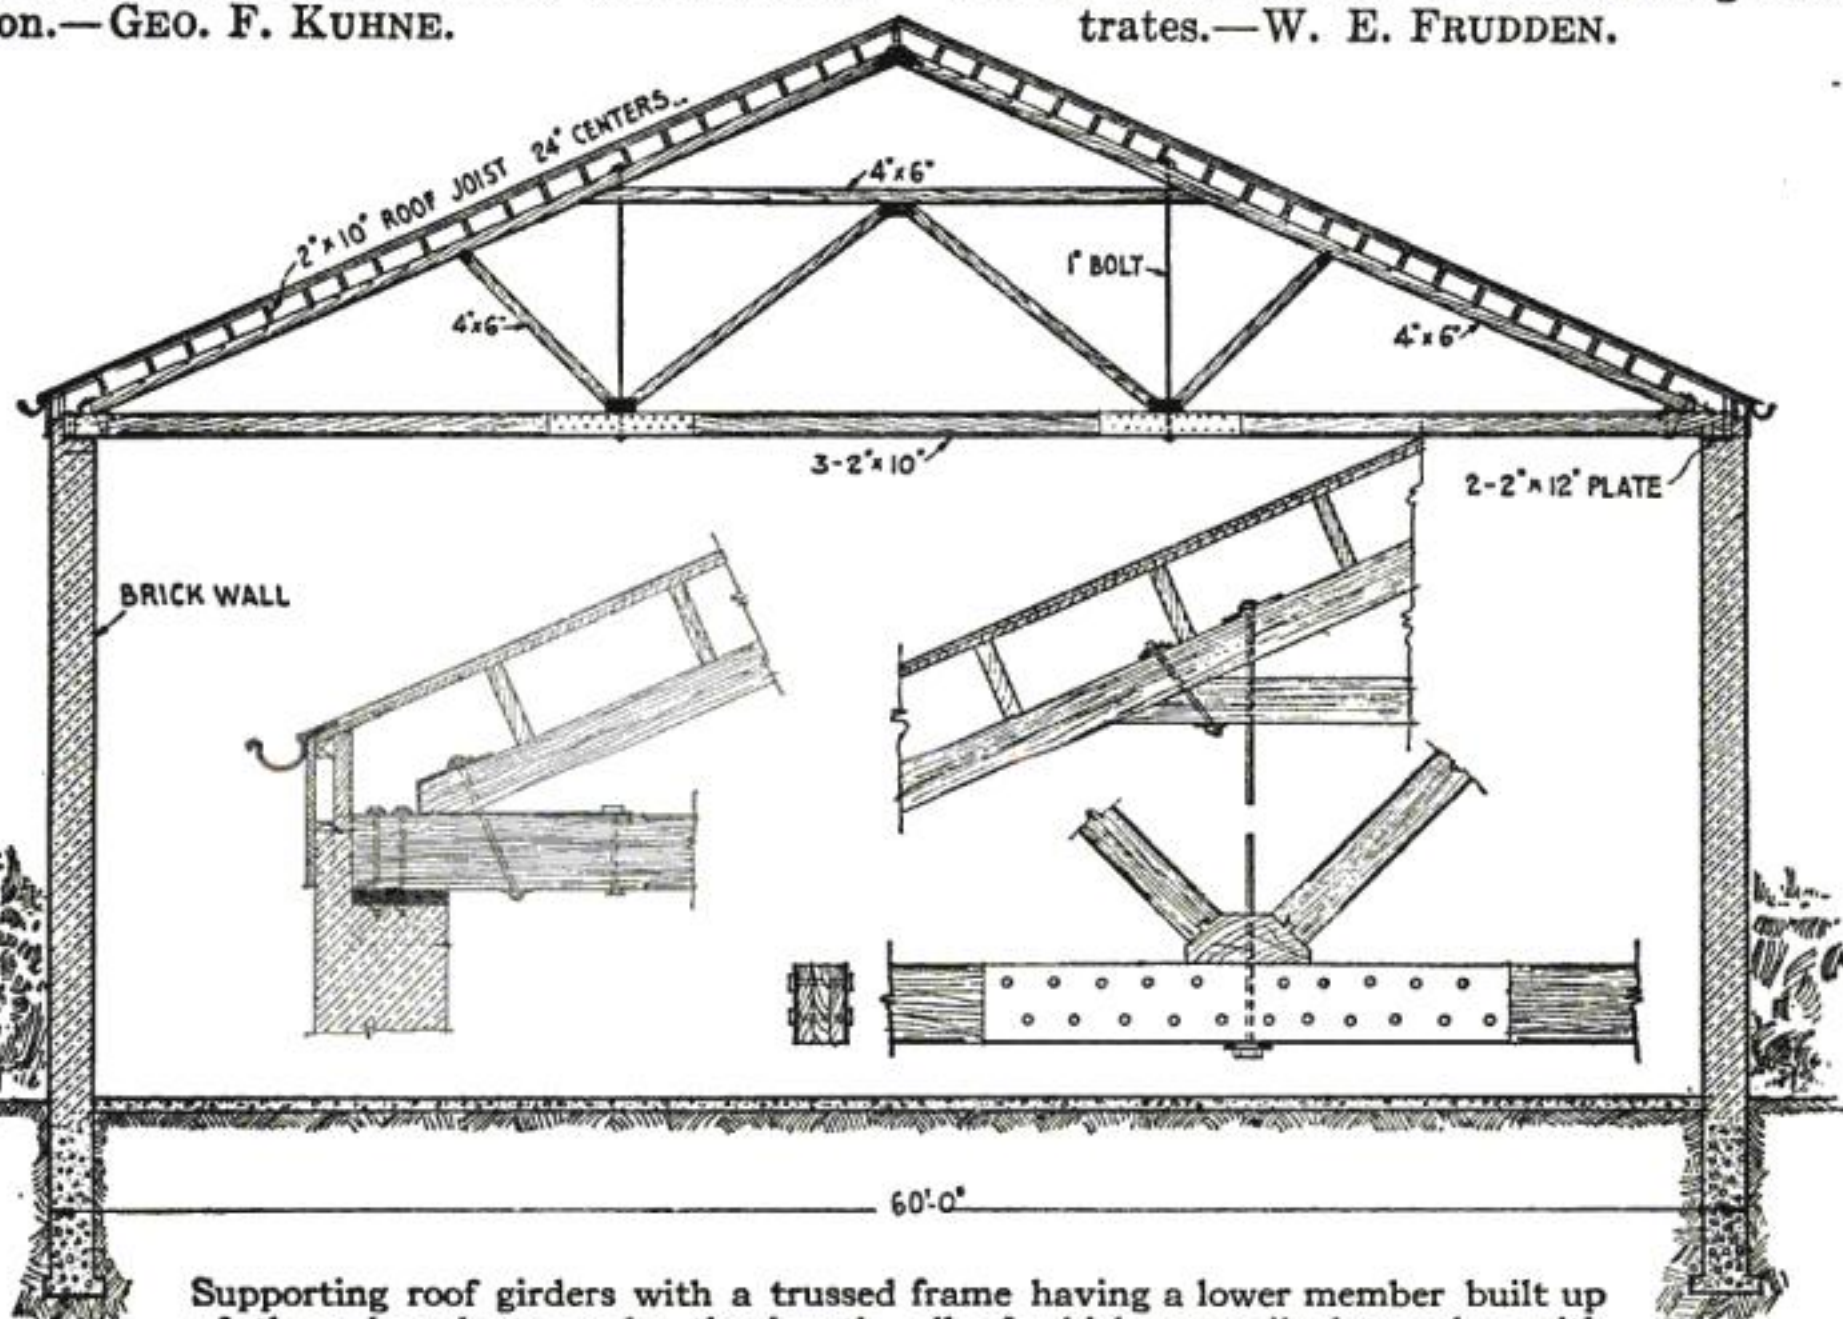 on.—GEO. F. KUHNE.
trates.—W. E. FRUDDEN.
2"x10" ROOF JOIST 24" CENTERS..
4"x6"
1" BOLT
4"x6"
4"x6"
3-2"x10"
2-2"x12" PLATE
BRICK WALL
60'-0"
Supporting roof girders with a trussed frame having a lower member built up